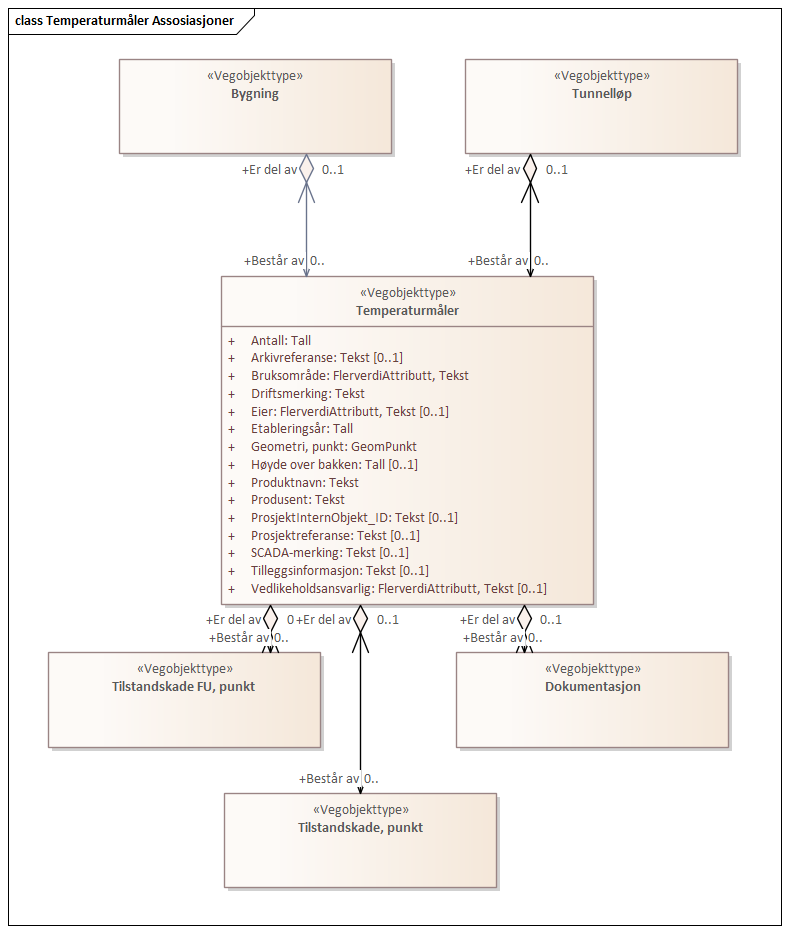 class Temperaturmåler Assosiasjoner
«Vegobjekttype»
Bygning
«Vegobjekttype»
Tunnelløp
+Er del av 0..1
+Er del av 0..1
+Består av 0..
+Består av 0..
«Vegobjekttype»
Temperaturmåler
+ Antall: Tall
+ Arkivreferanse: Tekst [0..1]
+ Bruksområde: FlerverdiAttributt, Tekst
+ Driftsmerking: Tekst
+ Eier: FlerverdiAttributt, Tekst [0..1]
+ Etableringsår: Tall
+ Geometri, punkt: GeomPunkt
+ Høyde over bakken: Tall [0..1]
+ Produktnavn: Tekst
+ Produsent: Tekst
+ ProsjektInternObjekt_ID: Tekst [0..1]
+ Prosjektreferanse: Tekst [0..1]
+ SCADA-merking: Tekst [0..1]
+ Tilleggsinformasjon: Tekst [0..1]
+ Vedlikeholdsansvarlig: FlerverdiAttributt, Tekst [0..1]
+Er del av 0
+Er del av 0..1
+Er del av 0..1
+Består av 0..
+Består av 0..
«Vegobjekttype»
Tilstandskade FU, punkt
«Vegobjekttype»
Dokumentasjon
+Består av 0..
«Vegobjekttype»
Tilstandskade, punkt